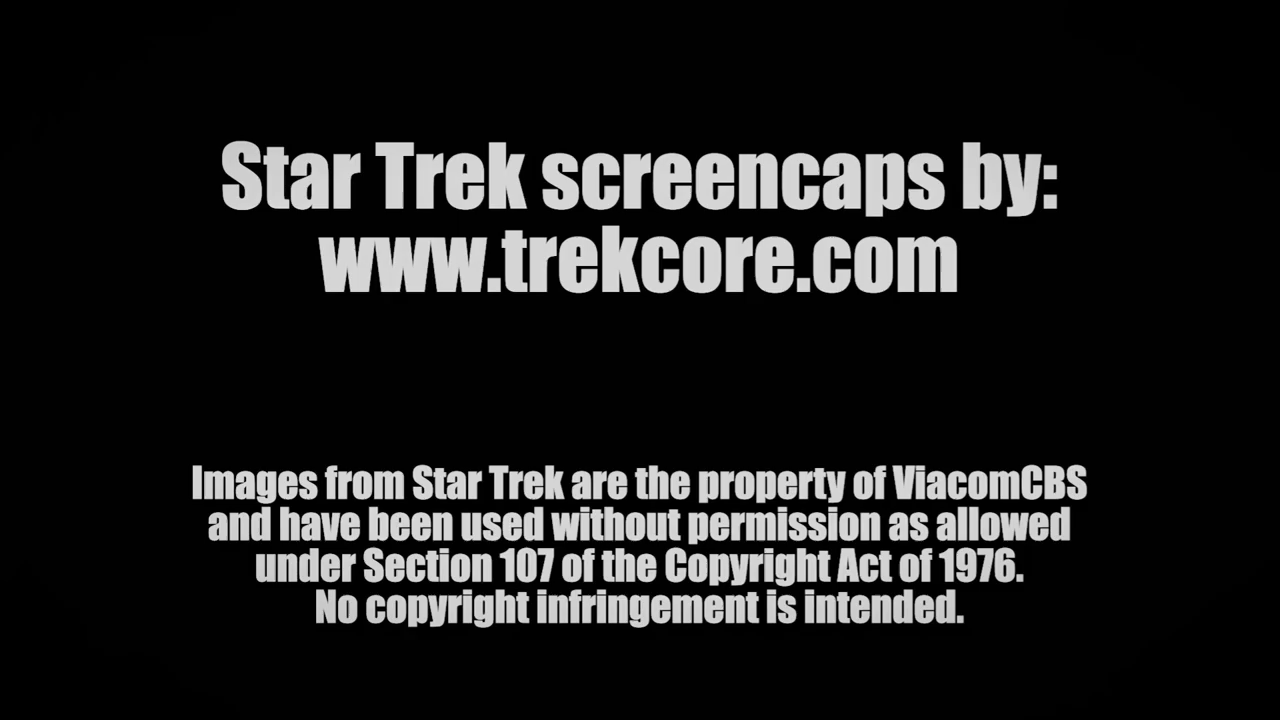 Star Trek screencaps by:
www.trekcore.com
Images from Star Trek are the property of ViacomCBS
and have been used without permission as allowed
under Section 107 of the Copyright Act of 1976.
No copyright infringement is intended.